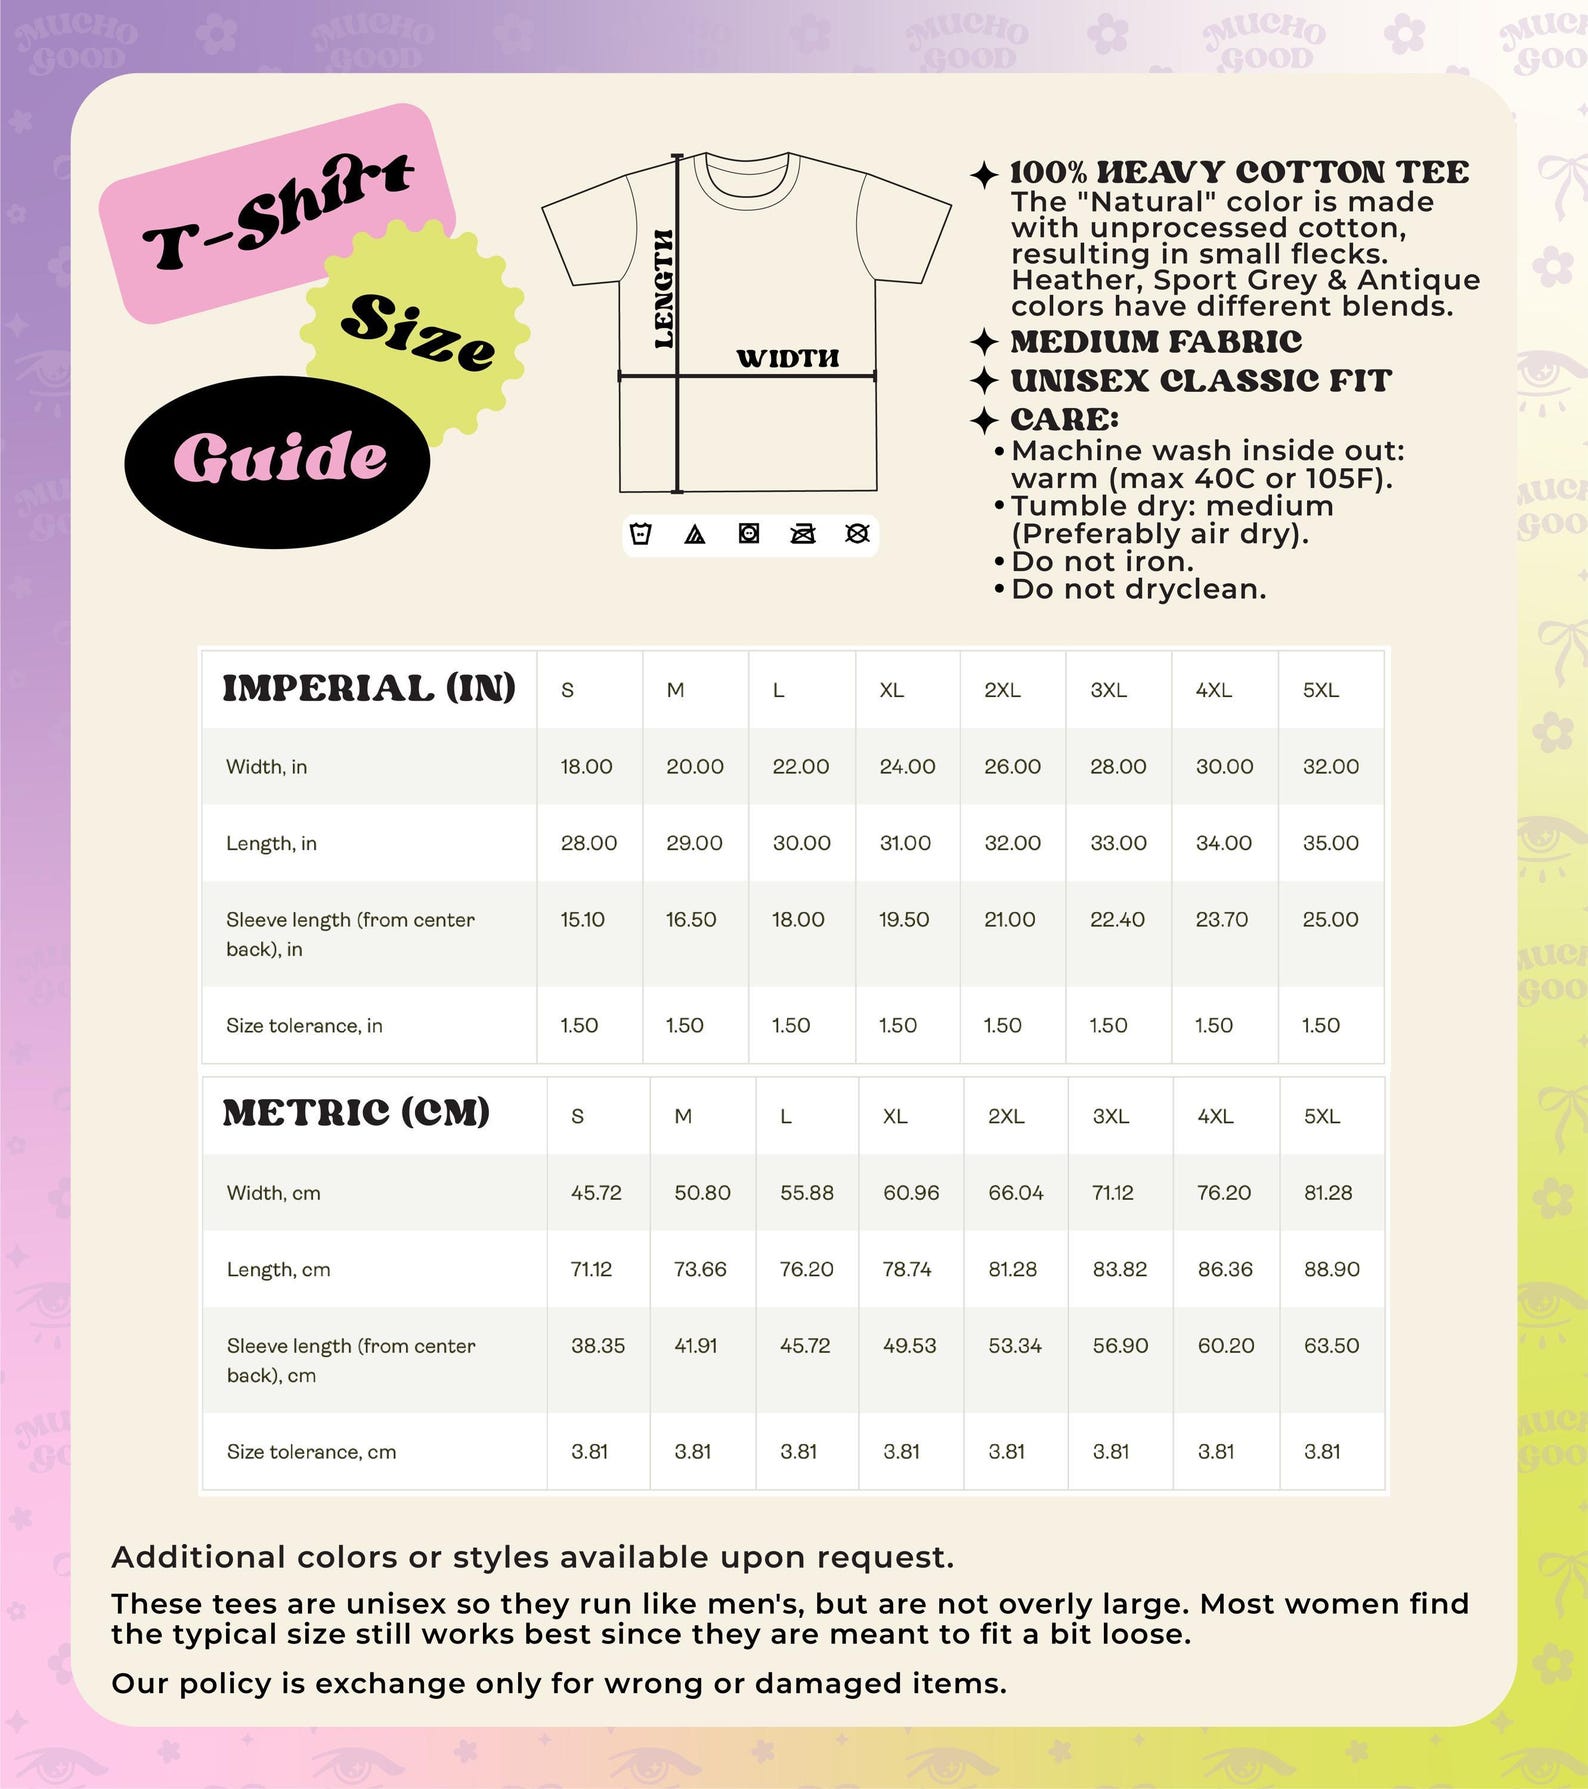 T-Shirt
Size
Guide
LENGTH
WIDTH
100% HEAVY COTTON TEE
The "Natural" color is made
with unprocessed cotton,
resulting in small flecks.
Heather, Sport Grey & Antique
colors have different blends.
MEDIUM FABRIC
UNISEX CLASSIC FIT
CARE:
• Machine wash inside out:
warm (max 40C or 105F).
• Tumble dry: medium
(Preferably air dry).
• Do not iron.
• Do not dryclean.
IMPERIAL (IN) S M L XL 2XL 3XL 4XL 5XL
Width, in 18.00 20.00 22.00 24.00 26.00 28.00 30.00 32.00
Length, in 28.00 29.00 30.00 31.00 32.00 33.00 34.00 35.00
Sleeve length (from center 15.10 16.50 18.00 19.50 21.00 22.40 23.70 25.00
back), in
Size tolerance, in 1.50 1.50 1.50 1.50 1.50 1.50 1.50 1.50
METRIC (CM) S M L XL 2XL 3XL 4XL 5XL
Width, cm 45.72 50.80 55.88 60.96 66.04 71.12 76.20 81.28
Length, cm 71.12 73.66 76.20 78.74 81.28 83.82 86.36 88.90
Sleeve length (from center 38.35 41.91 45.72 49.53 53.34 56.90 60.20 63.50
back), cm
Size tolerance, cm 3.81 3.81 3.81 3.81 3.81 3.81 3.81 3.81
Additional colors or styles available upon request.
These tees are unisex so they run like men's, but are not overly large. Most women find
the typical size still works best since they are meant to fit a bit loose.
Our policy is exchange only for wrong or damaged items.
MUCHO GOOD